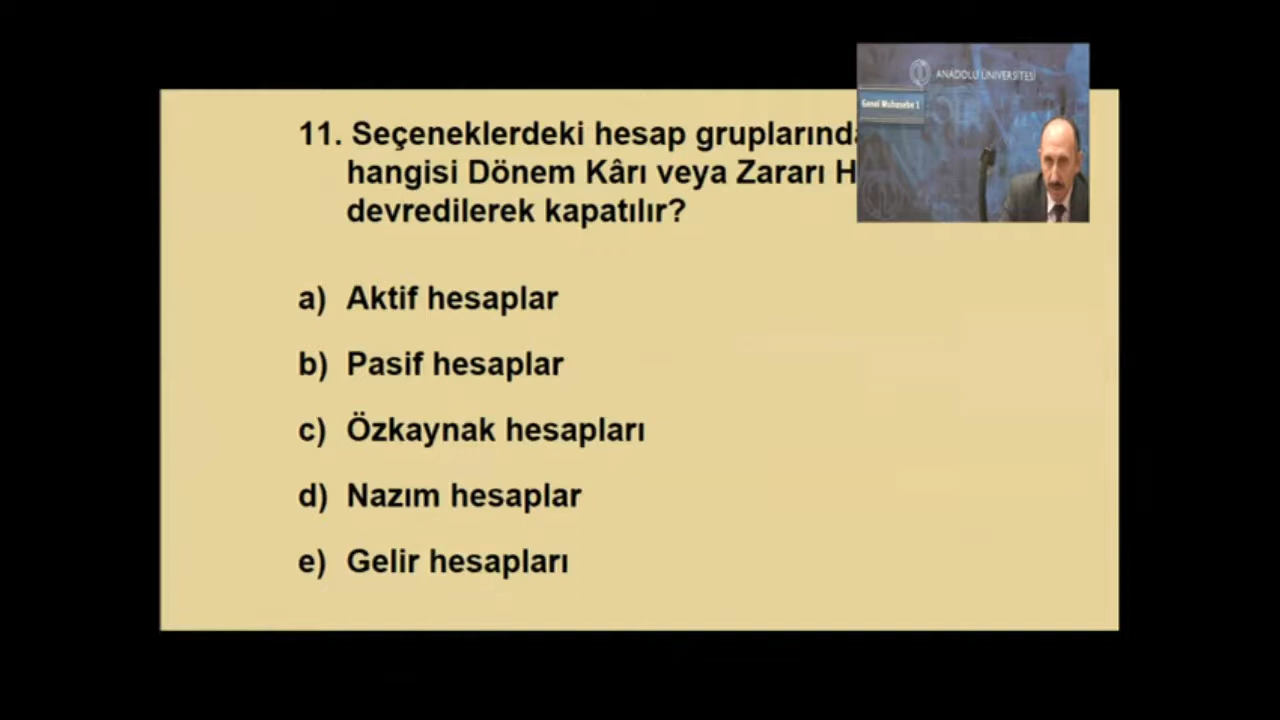 11. Seçeneklerdeki hesap gruplarında
hangisi Dönem Kârı veya Zararı H
devredilerek kapatılır?
a) Aktif hesaplar
b) Pasif hesaplar
c) Özkaynak hesapları
d) Nazım hesaplar
e) Gelir hesapları
ANADOLU ÜNİVERSİTESİ
Genel Muhasebe 1